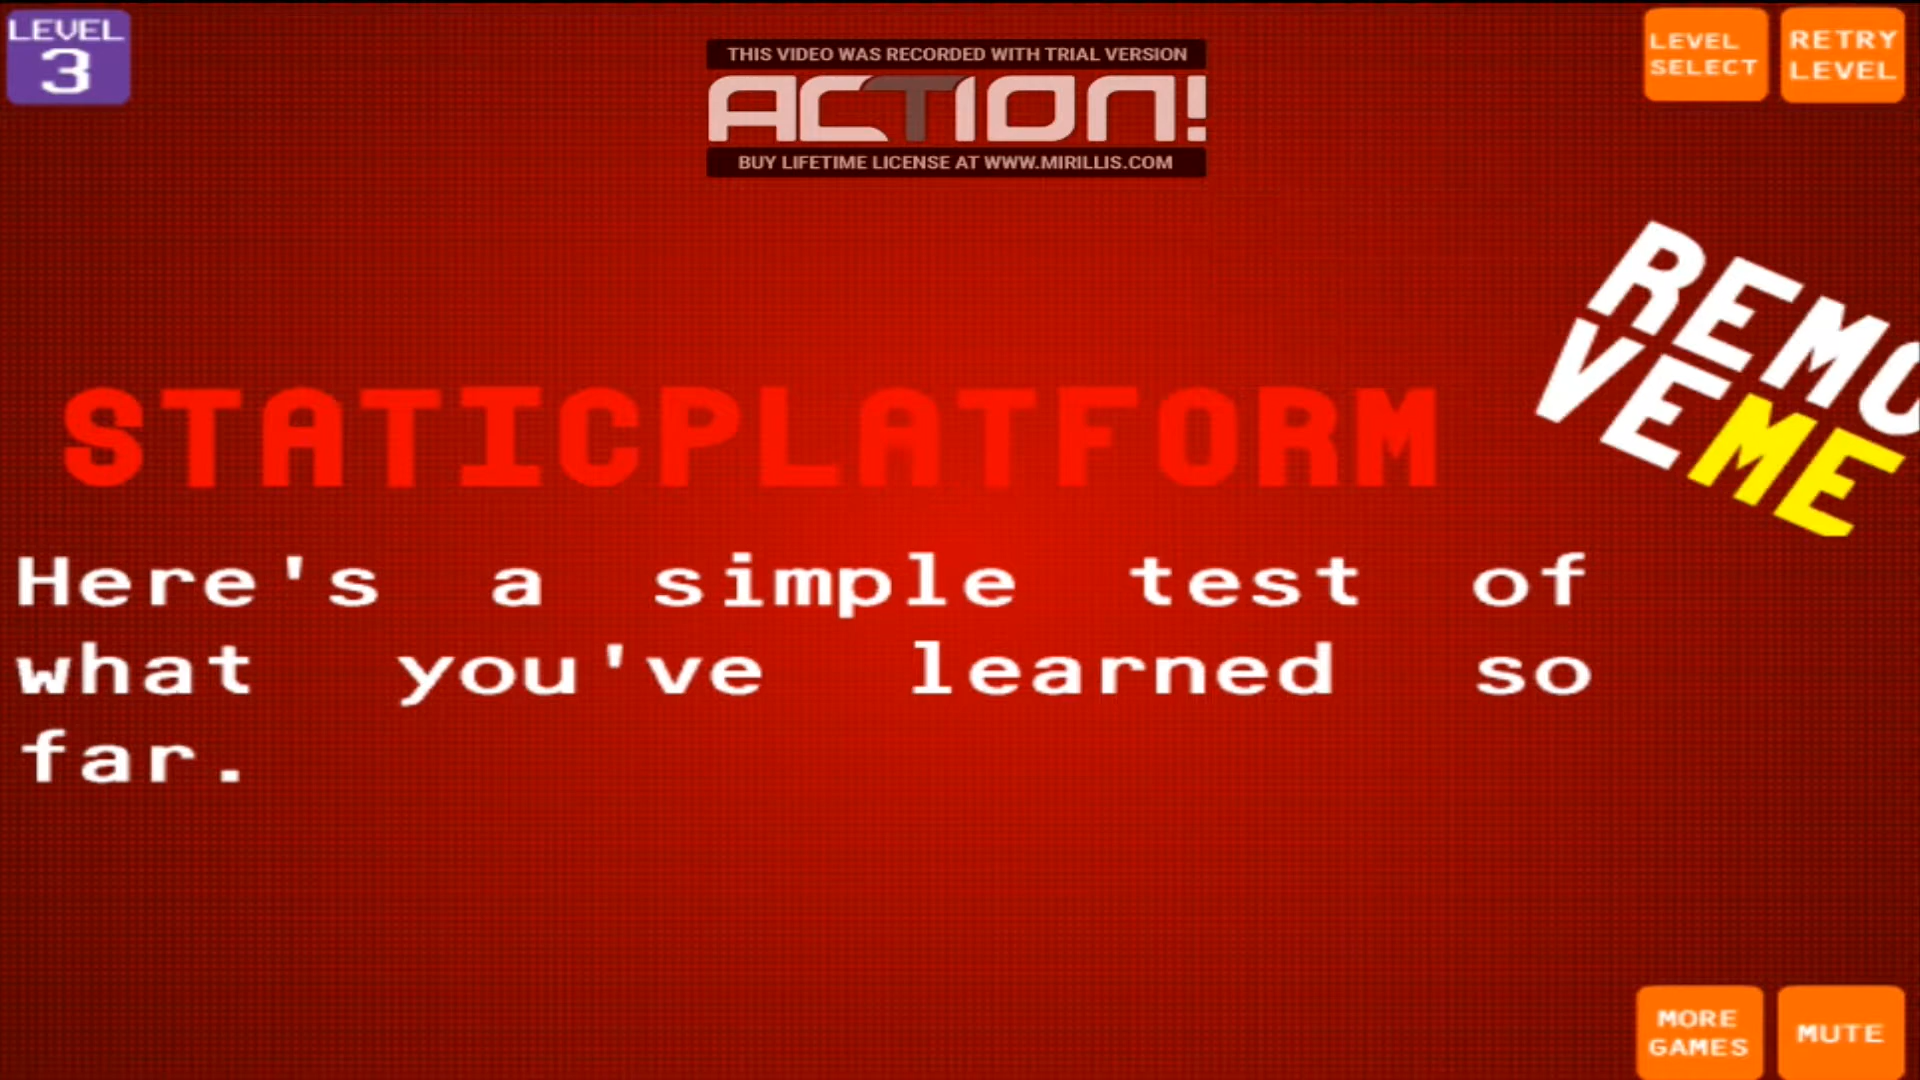 LEVEL
3
THIS VIDEO WAS RECORDED WITH TRIAL VERSION
ACTION!
BUY LIFETIME LICENSE AT WWW.MIRILLIS.COM
LEVEL
SELECT
RETRY
LEVEL
REMO
VEME
STATICPLATFORM
Here's a simple test of
what you've learned so
far.
MORE
GAMES
MUTE